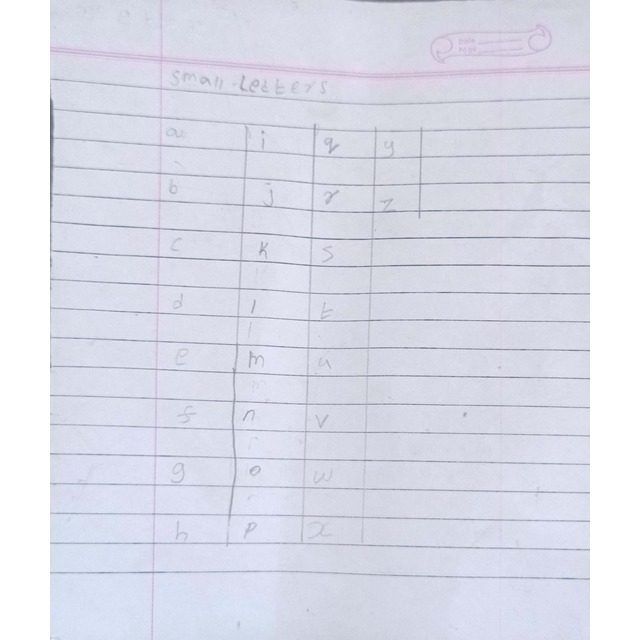 Date
Page
Small Letters
a i q y
b j r z
c k s
d l t
e m u
f n v
g o w
h p x